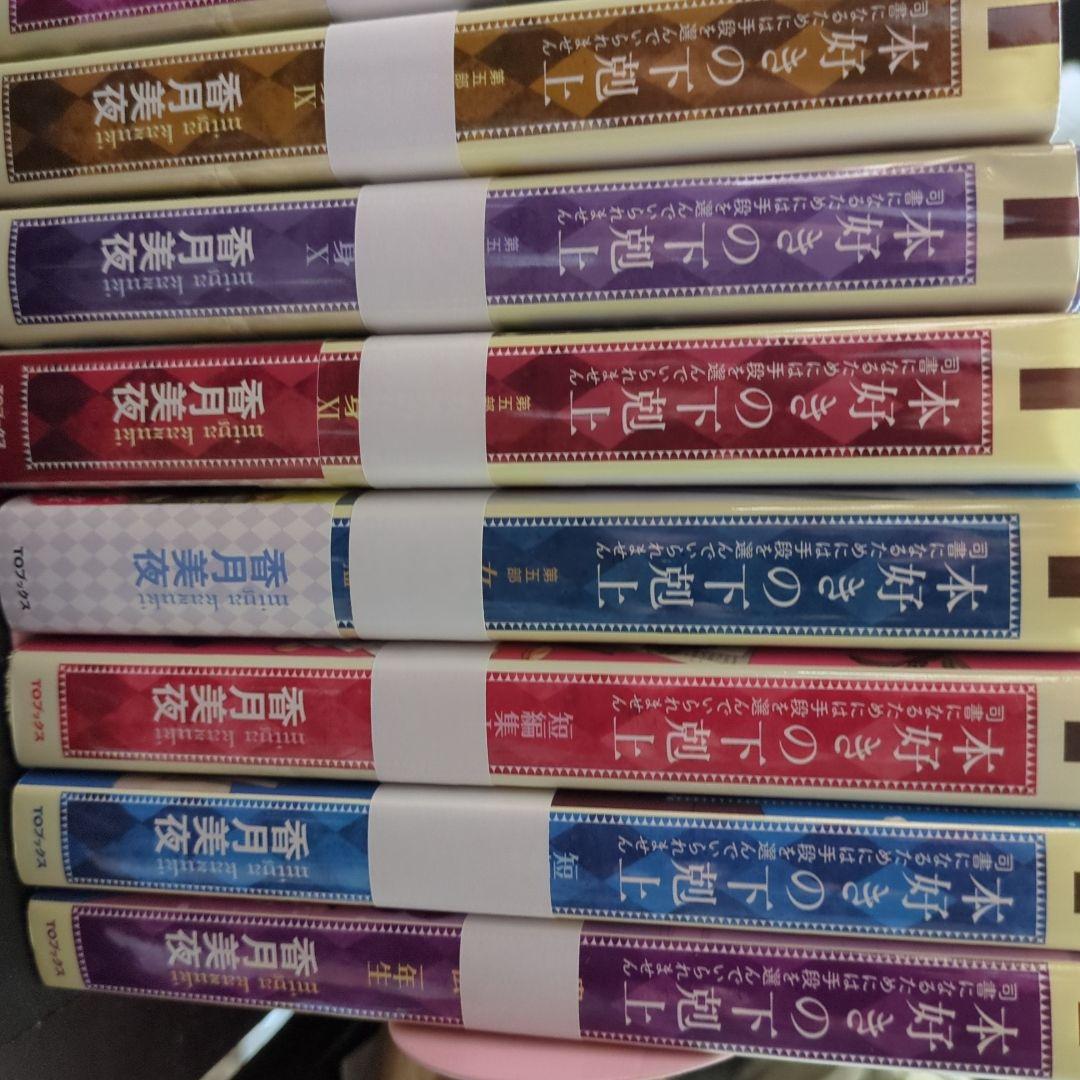 本好きの下剋上
司書になるためには手段を選んでいられません
第五部
IX
香月美夜
miya kazuki
本好きの下剋上
司書になるためには手段を選んでいられません
第五
身X
香月美夜
miya kazuki
本好きの下剋上
司書になるためには手段を選んでいられません
第五部
身XI
香月美夜
miya kazuki
本好きの下剋上
司書になるためには手段を選んでいられません
第五部
香月美夜
miya kazuki
TOブックス
本好きの下剋上
司書になるためには手段を選んでいられません
短編集
香月美夜
miya kazuki
TOブックス
本好きの下剋上
司書になるためには手段を選んでいられません
短
香月美夜
miya kazuki
TOブックス
本好きの下剋上
司書になるためには手段を選んでいられません
年生
香月美夜
miya kazuki
TOブックス